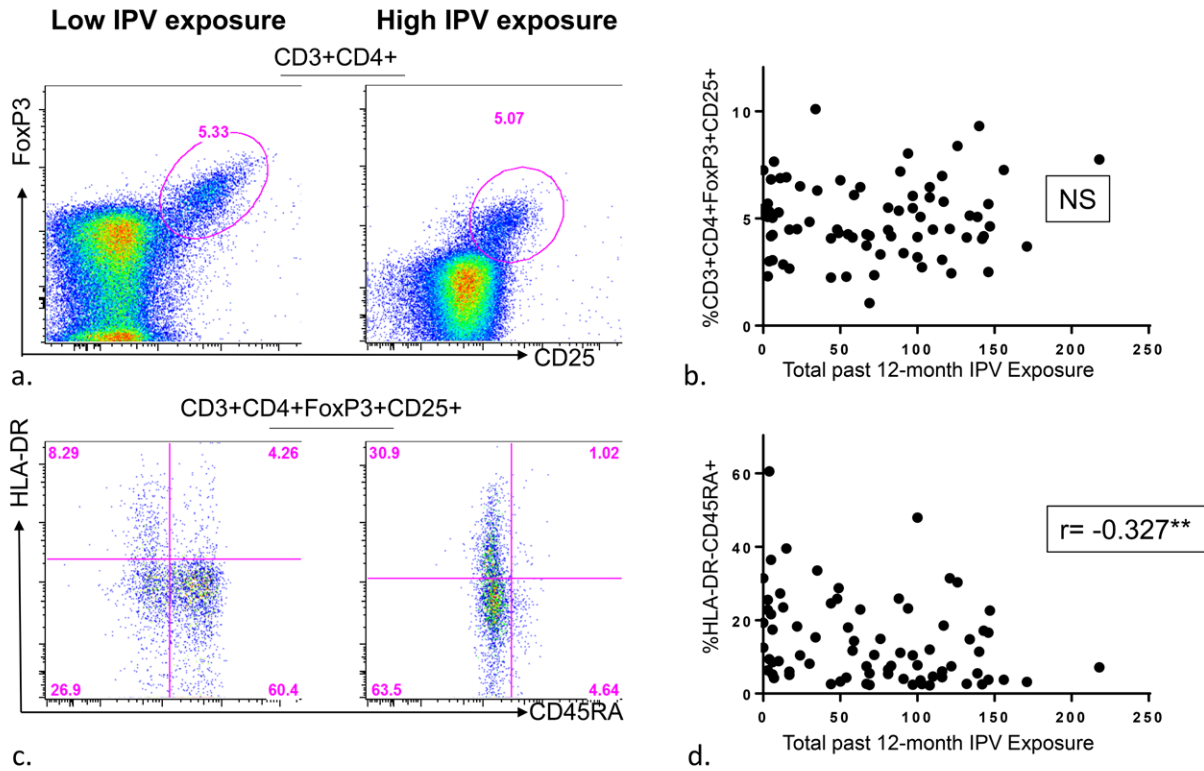 Low IPV exposure
High IPV exposure
CD3+CD4+
FoxP3
5.33
5.07
CD25
a.
%CD3+CD4+FoxP3+CD25+
10
5
0
0 50 100 150 200 250
Total past 12-month IPV Exposure
NS
b.
CD3+CD4+FoxP3+CD25+
HLA-DR
8.29
4.26
26.9
60.4
30.9
1.02
63.5
4.64
CD45RA
c.
%HLA-DR-CD45RA+
60
40
20
0
0 50 100 150 200 250
Total past 12-month IPV Exposure
r= -0.327**
d.